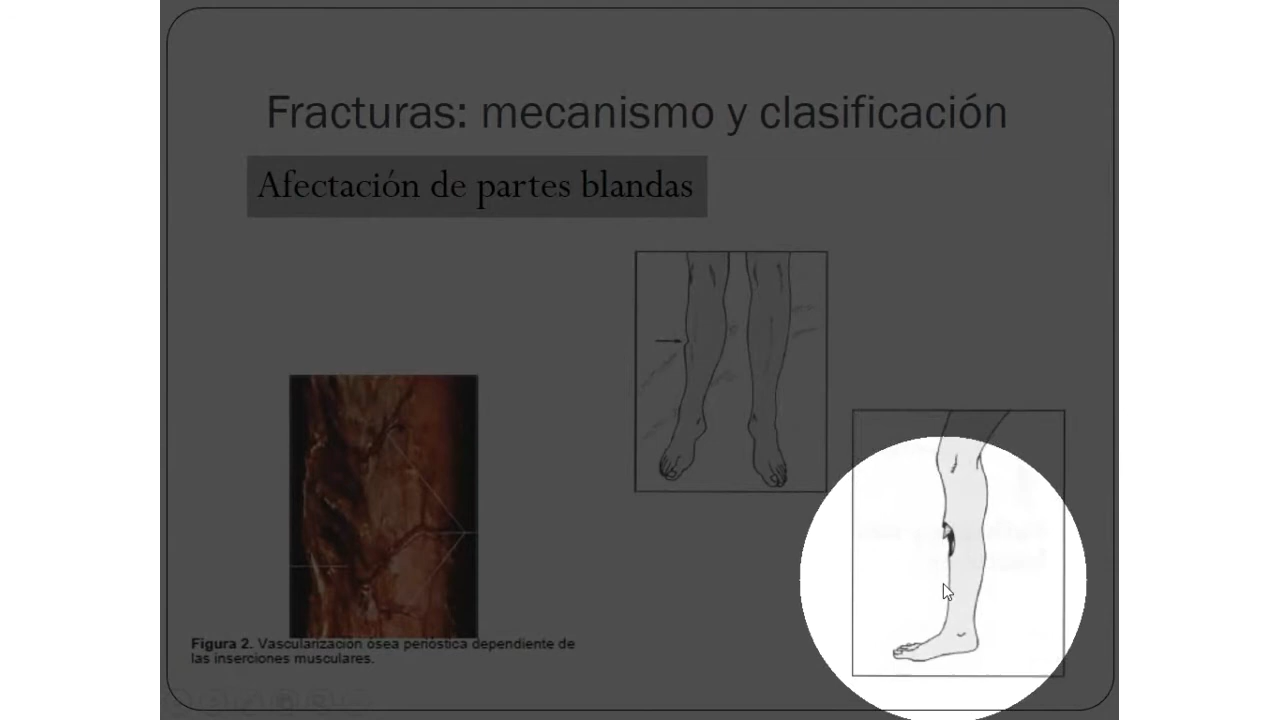 Fracturas: mecanismo y clasificación
Afectación de partes blandas
Figura 2. Vascularización ósea perióstica dependiente de
las inserciones musculares.